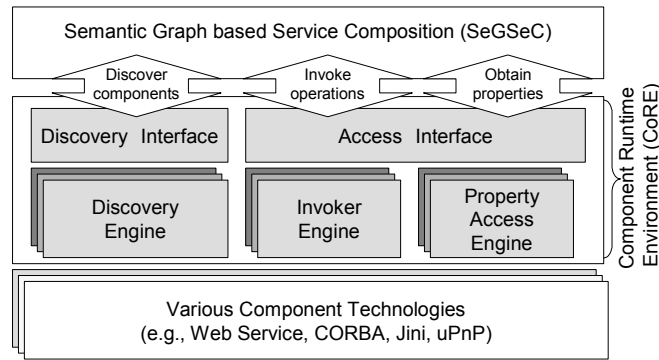 Semantic Graph based Service Composition (SeGSeC)
Discover
components
Invoke
operations
Obtain
properties
Discovery Interface
Access Interface
Discovery
Engine
Invoker
Engine
Property
Access
Engine
Component Runtime
Environment (CoRE)
Various Component Technologies
(e.g., Web Service, CORBA, Jini, uPnP)